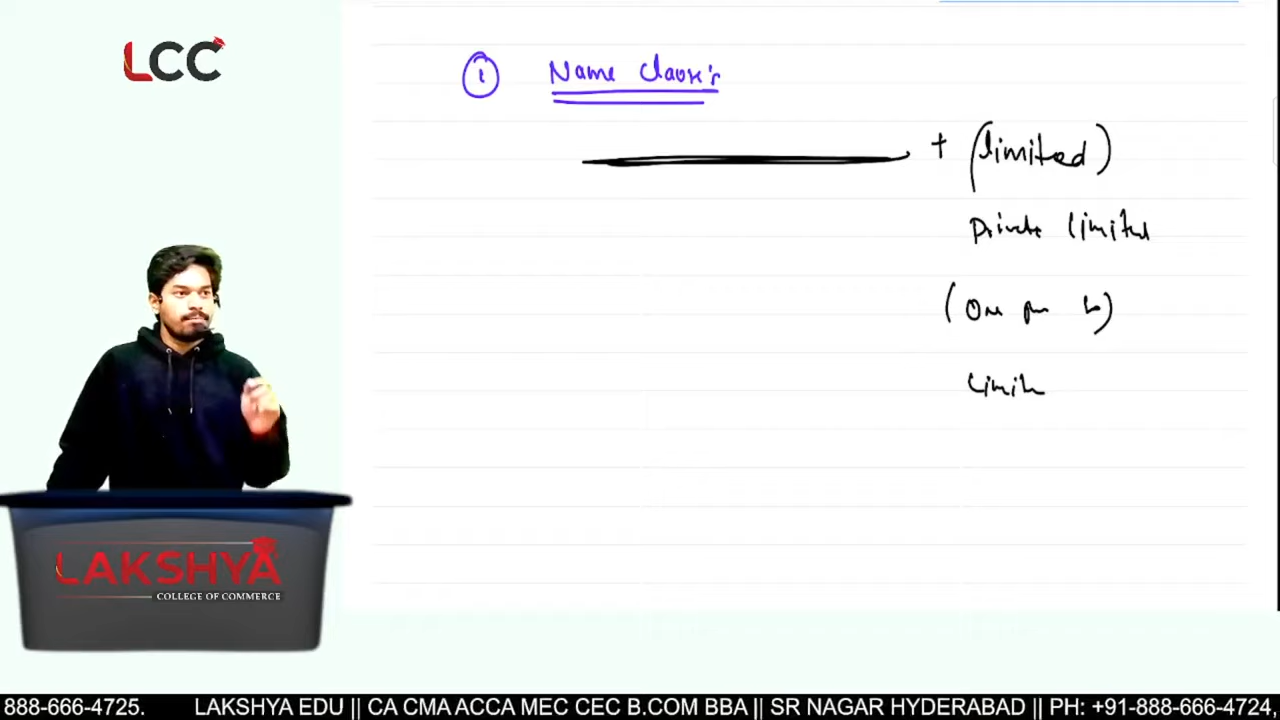 LCC
① Name Clause:
+ (limited)
private limited
(One
LAKSHYA
COLLEGE OF COMMERCE
888-666-4725. LAKSHYA EDU || CA CMA ACCA MEC CEC B.COM BBA || SR NAGAR HYDERABAD || PH: +91-888-666-4724.